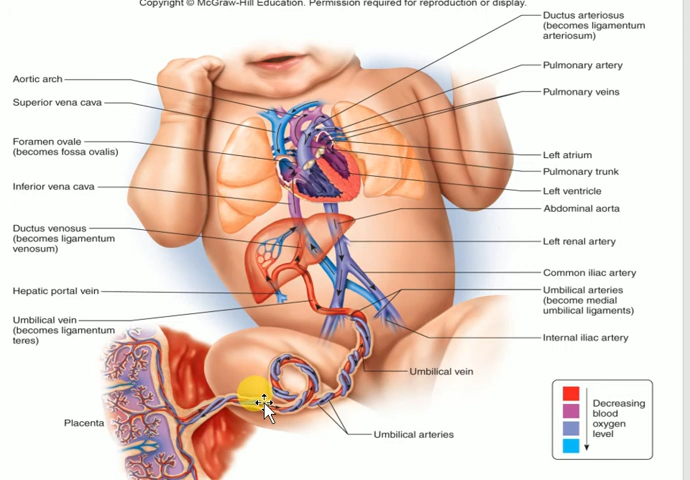 Copyright © McGraw-Hill Education. Permission required for reproduction or display.
Ductus arteriosus
(becomes ligamentum
arteriosum)
Pulmonary artery
Pulmonary veins
Left atrium
Pulmonary trunk
Left ventricle
Abdominal aorta
Left renal artery
Common iliac artery
Umbilical arteries
(become medial
umbilical ligaments)
Internal iliac artery
Aortic arch
Superior vena cava
Foramen ovale
(becomes fossa ovalis)
Inferior vena cava
Ductus venosus
(becomes ligamentum
venosum)
Hepatic portal vein
Umbilical vein
(becomes ligamentum
teres)
Placenta
Umbilical vein
Umbilical arteries
Decreasing
blood
oxygen
level